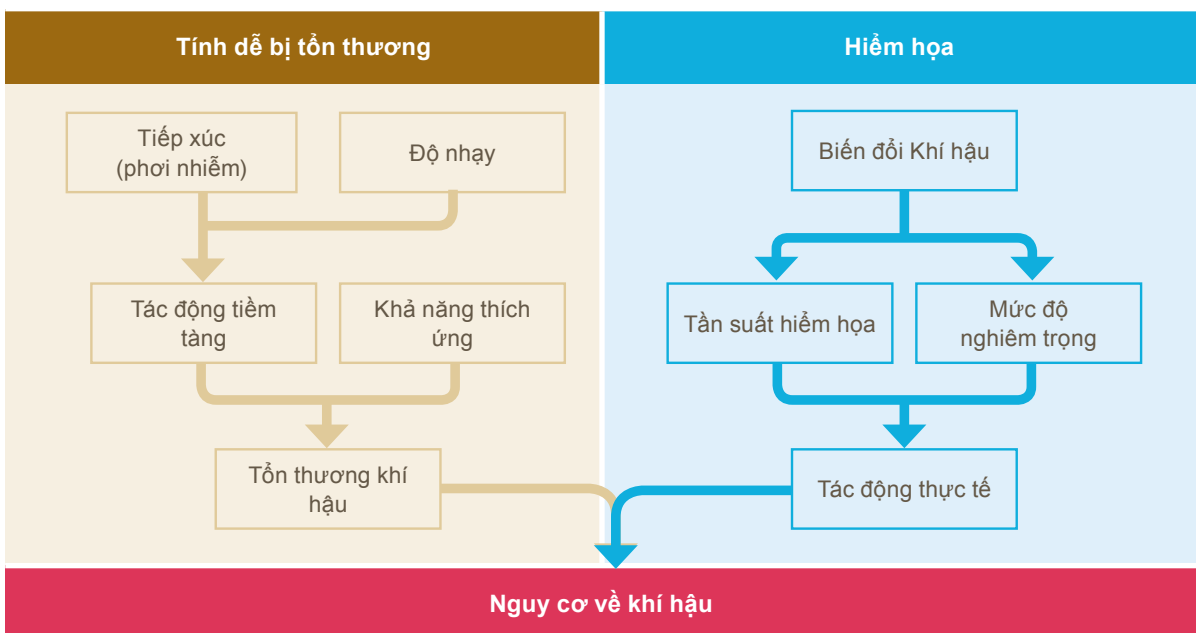 Tính dễ bị tổn thương
Hiểm họa
Tiếp xúc
(phơi nhiễm)
Độ nhạy
Biến đổi Khí hậu
Tác động tiềm
tàng
Khả năng thích
ứng
Tần suất hiểm họa
Mức độ
nghiêm trọng
Tổn thương khí
hậu
Tác động thực tế
Nguy cơ về khí hậu